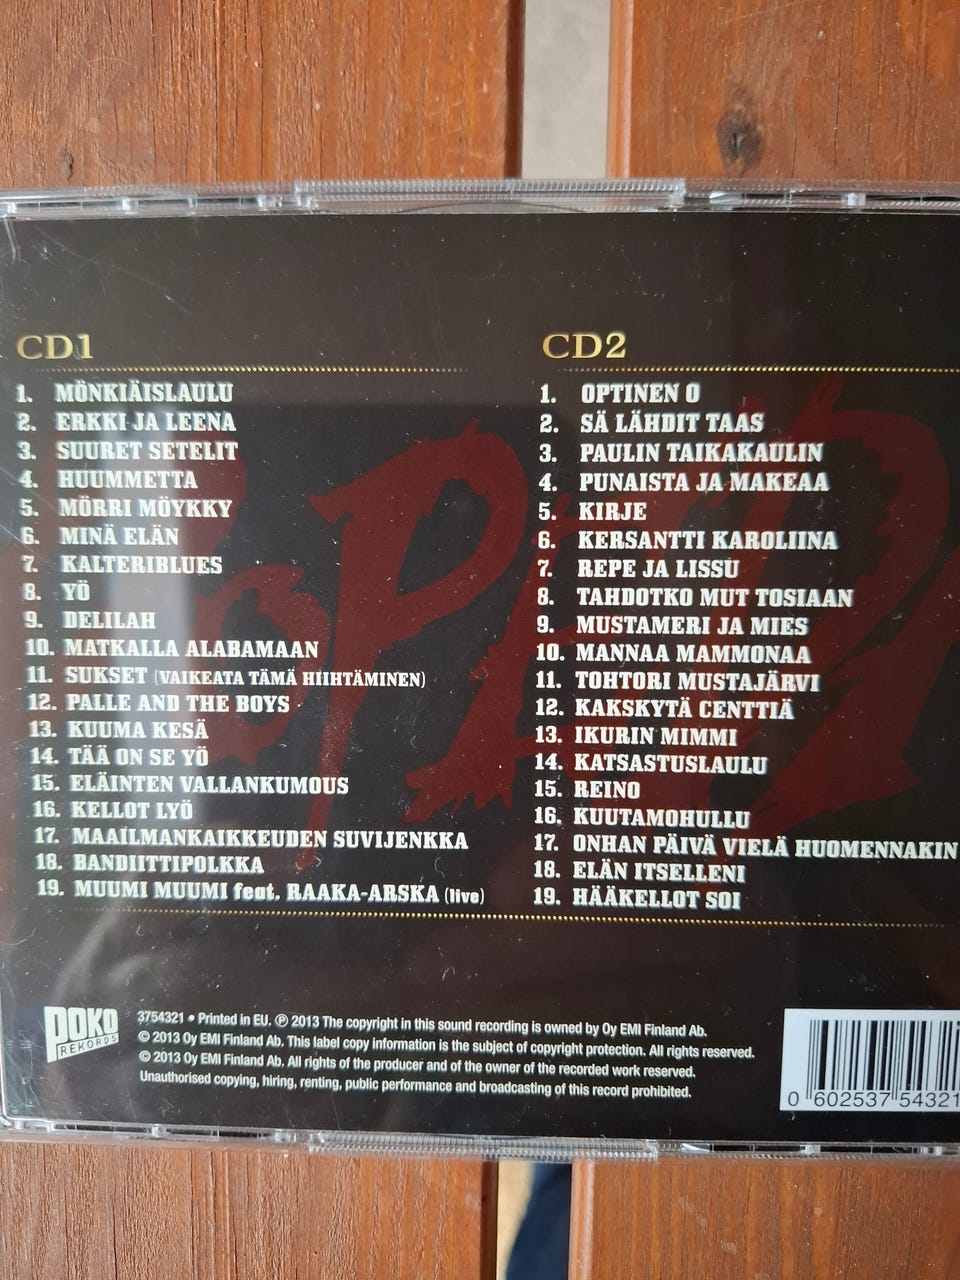 CD1
1. MÖNKIÄISLAULU
2. ERKKI JA LEENA
3. SUURET SETELIT
4. HUUMMETTA
5. MÖRRI MÖYKKY
6. MINÄ ELÄN
7. KALTERIBLUES
8. YÖ
9. DELILAH
10. MATKALLA ALABAMAAN
11. SUKSET (VAIKEATA TÄMÄ HIIHTÄMINEN)
12. PALLE AND THE BOYS
13. KUUMA KESÄ
14. TÄÄ ON SE YÖ
15. ELÄINTEN VALLANKUMOUS
16. KELLOT LYÖ
17. MAAILMANKAIKKEUDEN SUVIJENKKA
18. BANDIITTIPOLKKA
19. MUUMI MUUMI feat. RAAKA-ARSKA (live)
CD2
1. OPTINEN O
2. SÄ LÄHDIT TAAS
3. PAULIN TAIKAKAULIN
4. PUNAISTA JA MAKEAA
5. KIRJE
6. KERSANTTI KAROLIINA
7. REPE JA LISSU
8. TAHDOTKO MUT TOSIAAN
9. MUSTAMERI JA MIES
10. MANNAA MAMMONAA
11. TOHTORI MUSTAJÄRVI
12. KAKSKYTÄ CENTTIÄ
13. IKURIN MIMMI
14. KATSASTUSLAULU
15. REINO
16. KUUTAMOHULLU
17. ONHAN PÄIVÄ VIELÄ HUOMENNAKIN
18. ELÄN ITSELLENI
19. HÄÄKELLOT SOI
POKO
REKORDS
3754321 • Printed in EU. ℗ 2013 The copyright in this sound recording is owned by Oy EMI Finland Ab.
© 2013 Oy EMI Finland Ab. This label copy information is the subject of copyright protection. All rights reserved.
© 2013 Oy EMI Finland Ab. All rights of the producer and of the owner of the recorded work reserved.
Unauthorised copying, hiring, renting, public performance and broadcasting of this record prohibited.
0 602537 54321